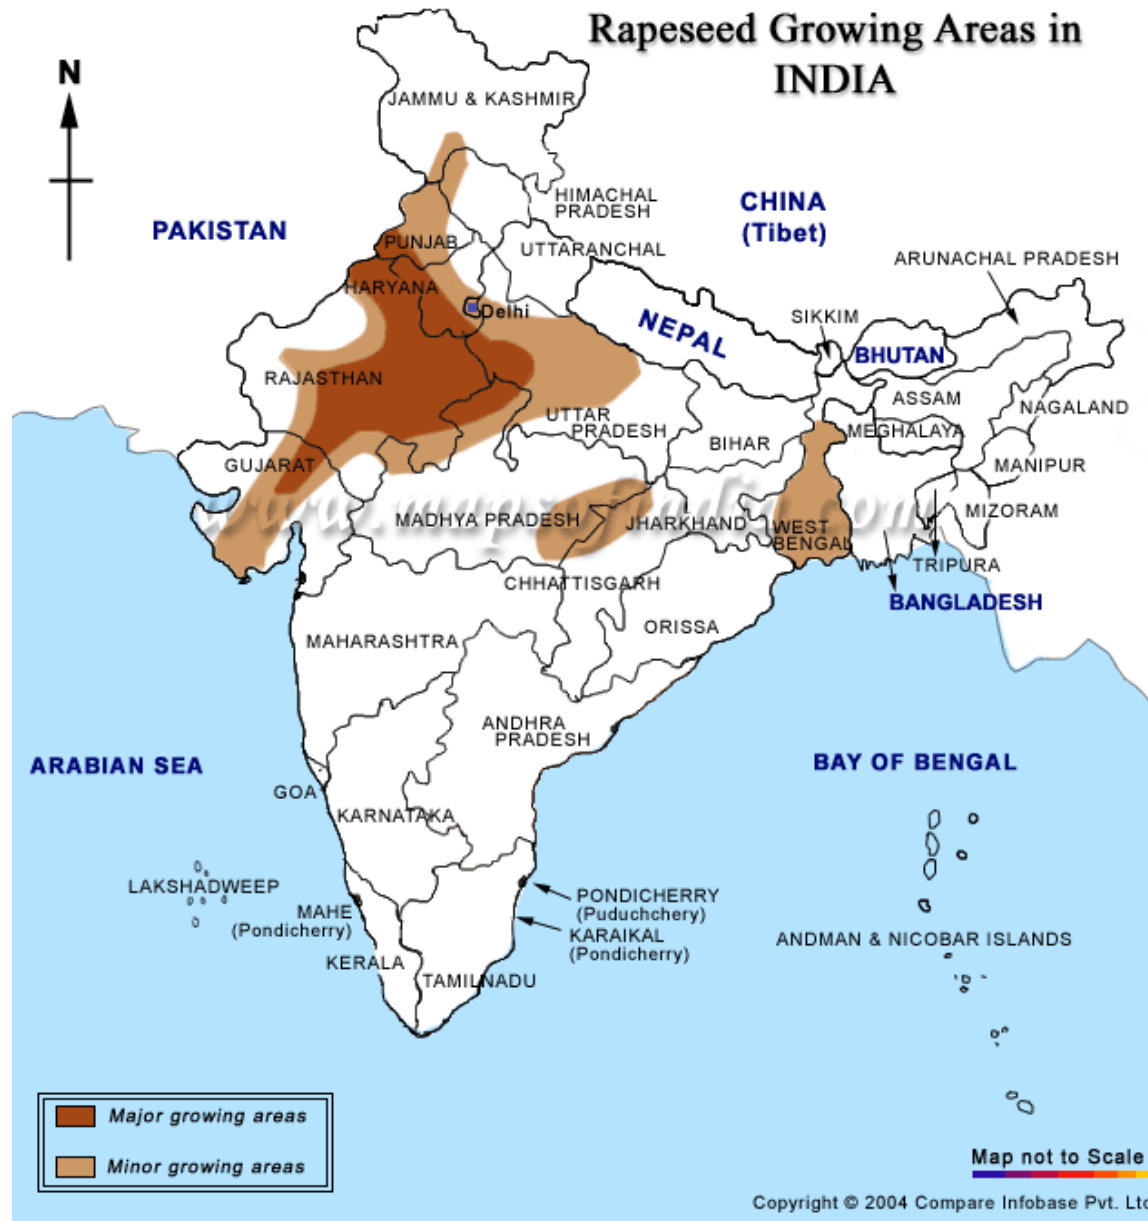 Rapeseed Growing Areas in
INDIA
N
JAMMU & KASHMIR
HIMACHAL
PRADESH
CHINA
(Tibet)
PAKISTAN
PUNJAB
UTTARANCHAL
ARUNACHAL PRADESH
HARYANA
Delhi
NEPAL
SIKKIM
BHUTAN
RAJASTHAN
ASSAM
NAGALAND
UTTAR
PRADESH
BIHAR
MEGHALAYA
GUJARAT
MANIPUR
www.mapsofindia.com
MADHYA PRADESH
JHARKHAND
WEST
BENGAL
MIZORAM
TRIPURA
CHHATTISGARH
BANGLADESH
ORISSA
MAHARASHTRA
ANDHRA
PRADESH
ARABIAN SEA
BAY OF BENGAL
GOA
KARNATAKA
LAKSHADWEEP
MAHE
(Pondicherry)
PONDICHERRY
(Puduchchery)
KARAIKAL
(Pondicherry)
ANDMAN & NICOBAR ISLANDS
KERALA
TAMILNADU
Major growing areas
Minor growing areas
Map not to Scale
Copyright © 2004 Compare Infobase Pvt. Ltd